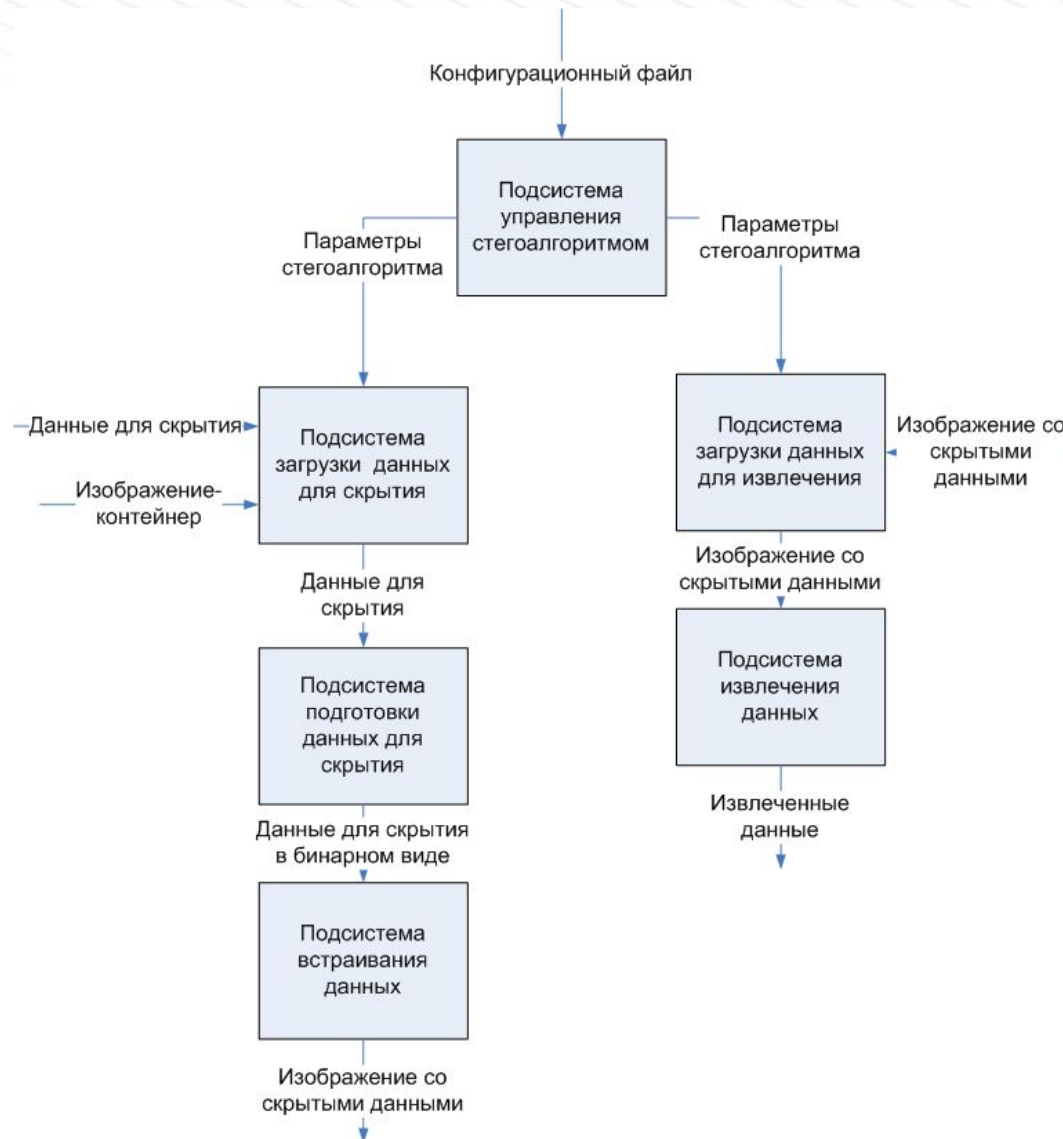 Конфигурационный файл
Подсистема
управления
стегоалгоритмом
Параметры
стегоалгоритма
Параметры
стегоалгоритма
Данные для скрытия
Изображение-
контейнер
Подсистема
загрузки данных
для скрытия
Подсистема
загрузки данных
для извлечения
Изображение со
скрытыми
данными
Данные для
скрытия
Изображение со
скрытыми данными
Подсистема
подготовки
данных для
скрытия
Подсистема
извлечения
данных
Данные для скрытия
в бинарном виде
Извлеченные
данные
Подсистема
встраивания
данных
Изображение со
скрытыми данными